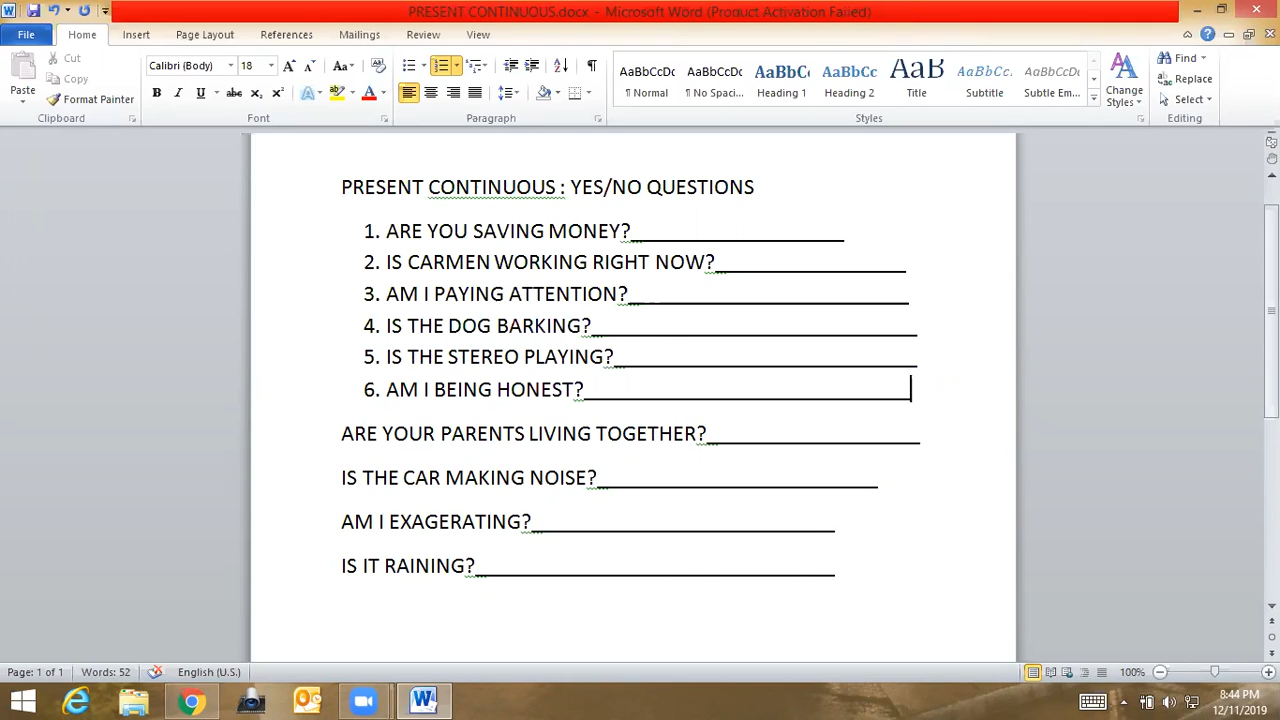 PRESENT CONTINUOUS.docx - Microsoft Word (Product Activation Failed)
File Home Insert Page Layout References Mailings Review View
Paste
Cut
Copy
Format Painter
Clipboard
Calibri (Body) 18
Font
Paragraph
AaBbCcDc AaBbCcDc AaBbCc AaBbCc AaB AaBbCc. AaBbCcDc
¶ Normal ¶ No Spaci... Heading 1 Heading 2 Title Subtitle Subtle Em...
Styles
Change Styles
Find
Replace
Select
Editing
PRESENT CONTINUOUS : YES/NO QUESTIONS
1. ARE YOU SAVING MONEY?
2. IS CARMEN WORKING RIGHT NOW?
3. AM I PAYING ATTENTION?
4. IS THE DOG BARKING?
5. IS THE STEREO PLAYING?
6. AM I BEING HONEST?
ARE YOUR PARENTS LIVING TOGETHER?
IS THE CAR MAKING NOISE?
AM I EXAGERATING?
IS IT RAINING?
Page: 1 of 1 Words: 52 English (U.S.) 100%
8:44 PM
12/11/2019